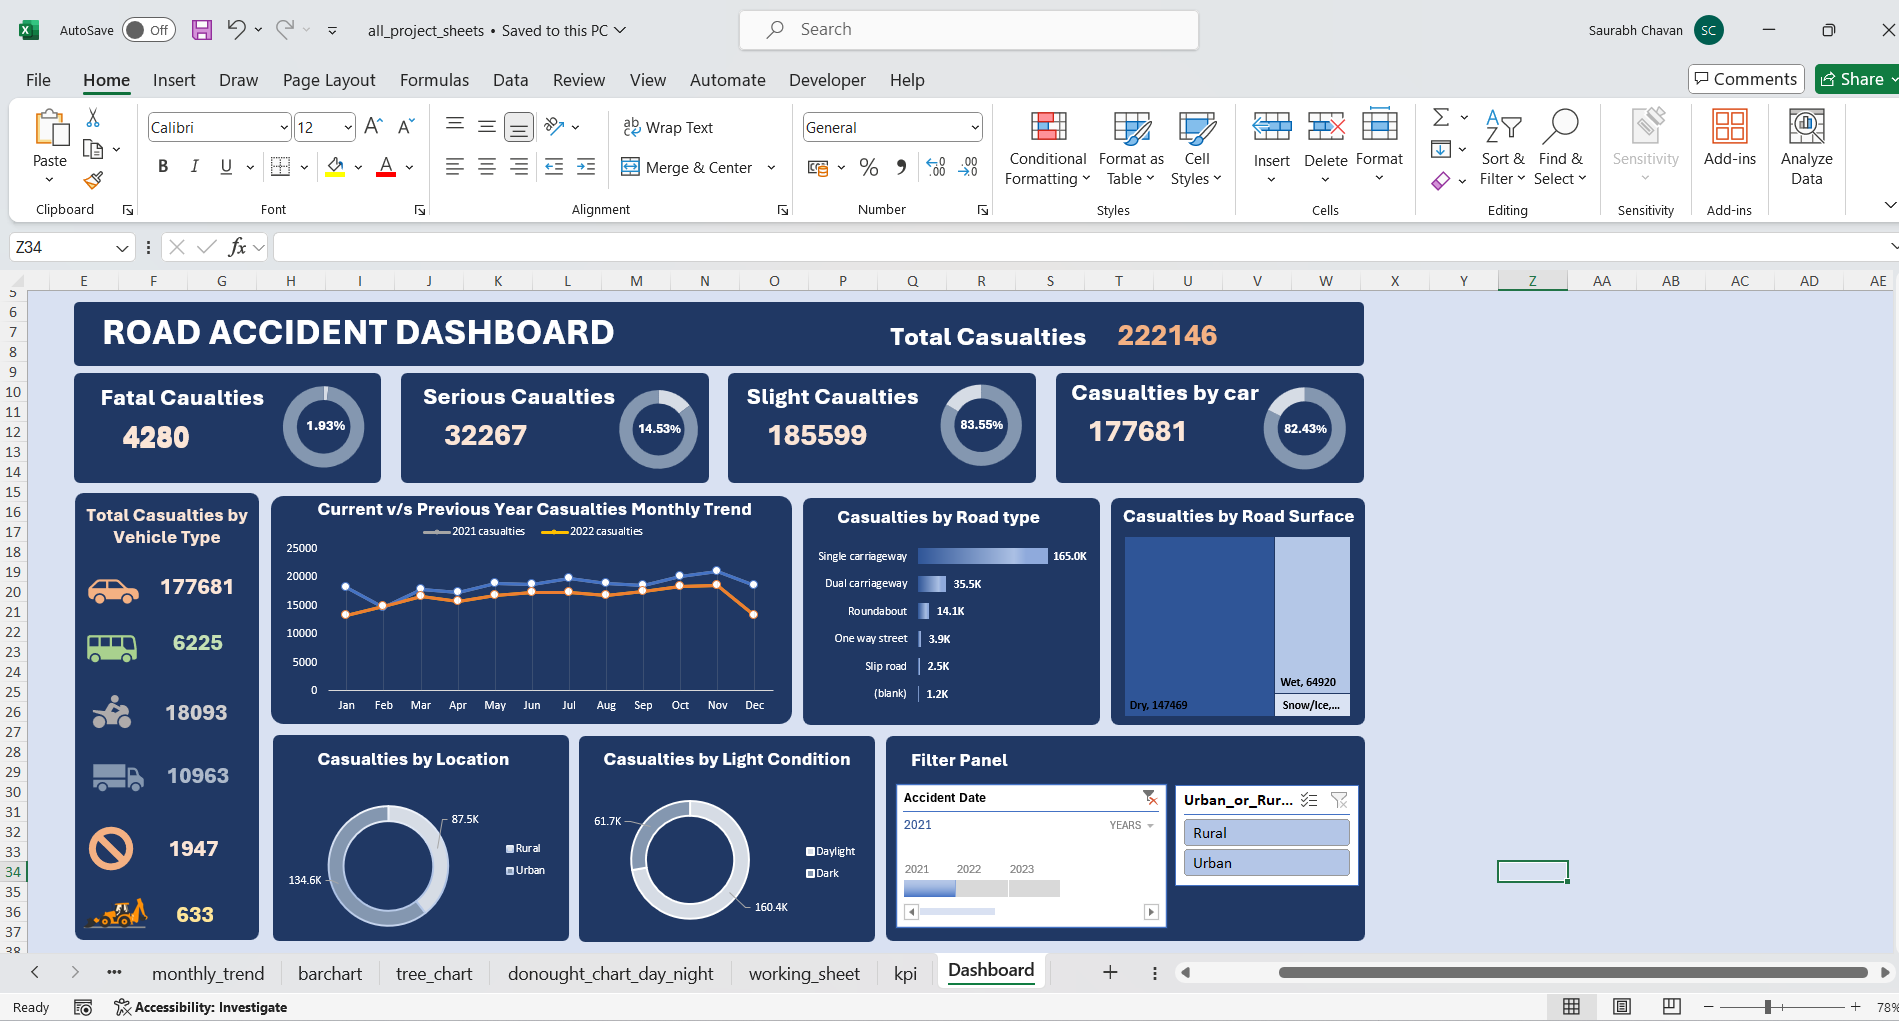 AutoSave Off all_project_sheets • Saved to this PC Search Saurabh Chavan SC
File Home Insert Draw Page Layout Formulas Data Review View Automate Developer Help Comments Share
Paste
Calibri 12
B I U
Wrap Text
Merge & Center
General
Conditional Formatting
Format as Table
Cell Styles
Insert Delete Format
Sort & Filter
Find & Select
Sensitivity
Add-ins
Analyze Data
Clipboard Font Alignment Number Styles Cells Editing Sensitivity Add-ins
Z34 fx
E F G H I J K L M N O P Q R S T U V W X Y Z AA AB AC AD AE
5
6
7
8
9
10
11
12
13
14
15
16
17
18
19
20
21
22
23
24
25
26
27
28
29
30
31
32
33
34
35
36
37
38
ROAD ACCIDENT DASHBOARD
Total Casualties 222146
Fatal Caualties
4280
1.93%
Serious Caualties
32267
14.53%
Slight Caualties
185599
83.55%
Casualties by car
177681
82.43%
Total Casualties by
Vehicle Type
177681
6225
18093
10963
1947
633
Current v/s Previous Year Casualties Monthly Trend
2021 casualties 2022 casualties
25000
20000
15000
10000
5000
0
Jan Feb Mar Apr May Jun Jul Aug Sep Oct Nov Dec
Casualties by Road type
Single carriageway 165.0K
Dual carriageway 35.5K
Roundabout 14.1K
One way street 3.9K
Slip road 2.5K
(blank) 1.2K
Casualties by Road Surface
Wet, 64920
Dry, 147469
Snow/Ice,...
Casualties by Location
87.5K
134.6K
Rural
Urban
Casualties by Light Condition
61.7K
160.4K
Daylight
Dark
Filter Panel
Accident Date
2021 YEARS
2021 2022 2023
Urban_or_Rur...
Rural
Urban
monthly_trend barchart tree_chart donought_chart_day_night working_sheet kpi Dashboard
Ready Accessibility: Investigate 78%